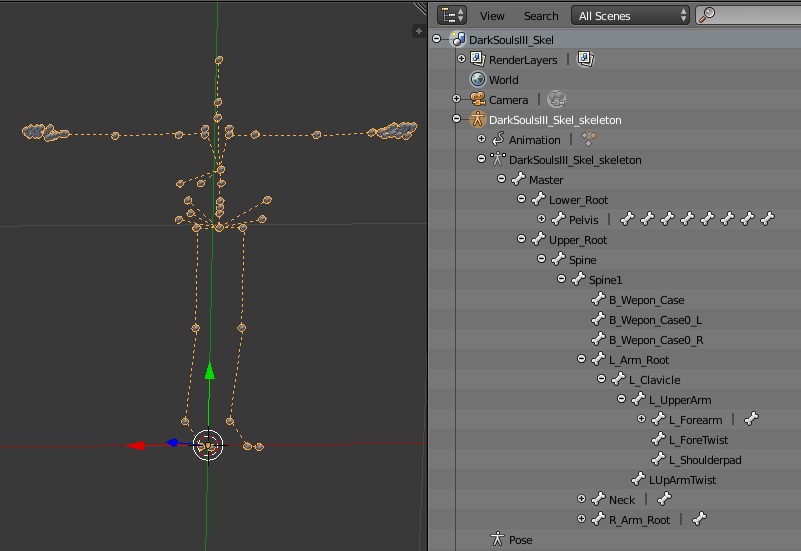 View Search All Scenes
DarkSoulsIII_Skel
RenderLayers |
World
Camera |
DarkSoulsIII_Skel_skeleton
Animation |
DarkSoulsIII_Skel_skeleton
Master
Lower_Root
Pelvis |
Upper_Root
Spine
Spine1
B_Wepon_Case
B_Wepon_Case0_L
B_Wepon_Case0_R
L_Arm_Root
L_Clavicle
L_UpperArm
L_Forearm |
L_ForeTwist
L_Shoulderpad
LUpArmTwist
Neck |
R_Arm_Root |
Pose